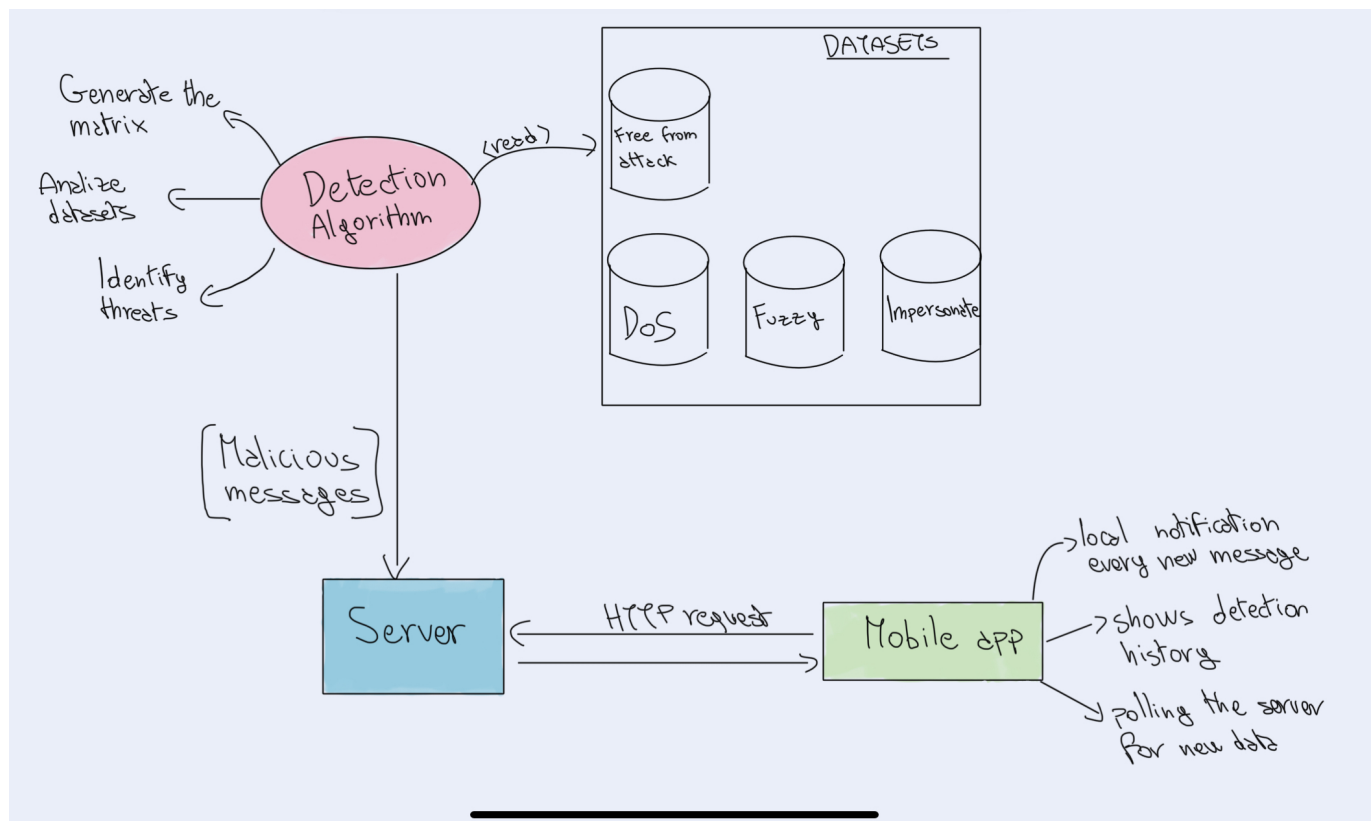 DATASETS
Generate the
matrix
Analize
datasets
Identify
threats
Detection
Algorithm
(read)
Free from
attack
DoS
Fuzzy
Impersonate
[Malicious
messages]
Server
HTTP request
Mobile app
local notification
every new message
shows detection
history
polling the server
for new data